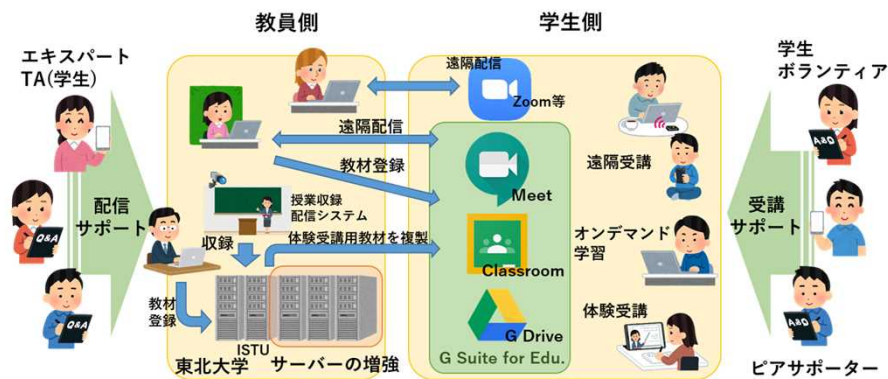 教員側
学生側
エキスパート
TA(学生)
学生
ボランティア
遠隔配信
Zoom等
遠隔配信
教材登録
Meet
遠隔受講
配信
サポート
Q&A
Q&A
授業収録
配信システム
収録
体験受講用教材を複製
Classroom
オンデマンド
学習
受講
サポート
教材
登録
ISTU
東北大学
サーバーの増強
G Drive
G Suite for Edu.
体験受講
ピアサポーター